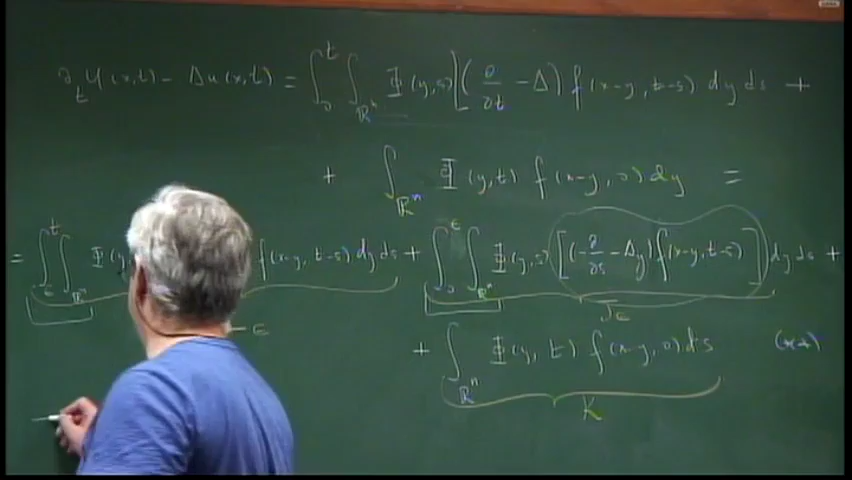 ∂_t u(x,t) - Δu(x,t) = ∫_0^t ∫_{ℝ^n} Φ(y,s)[(∂/∂t - Δ) f(x-y, t-s) dy ds +
+ ∫_{ℝ^n} Φ(y,t) f(x-y,0) dy =
= ∫_ε^t ∫_{ℝ^n} Φ(y, f(x-y, t-s) dy ds + ∫_0^ε ∫_{ℝ^n} Φ(y,s) [(-∂/∂s - Δ_y) f(x-y, t-s)] dy ds +
ε J_ε
+ ∫_{ℝ^n} Φ(y, t) f(x-y, 0) ds (**)
K